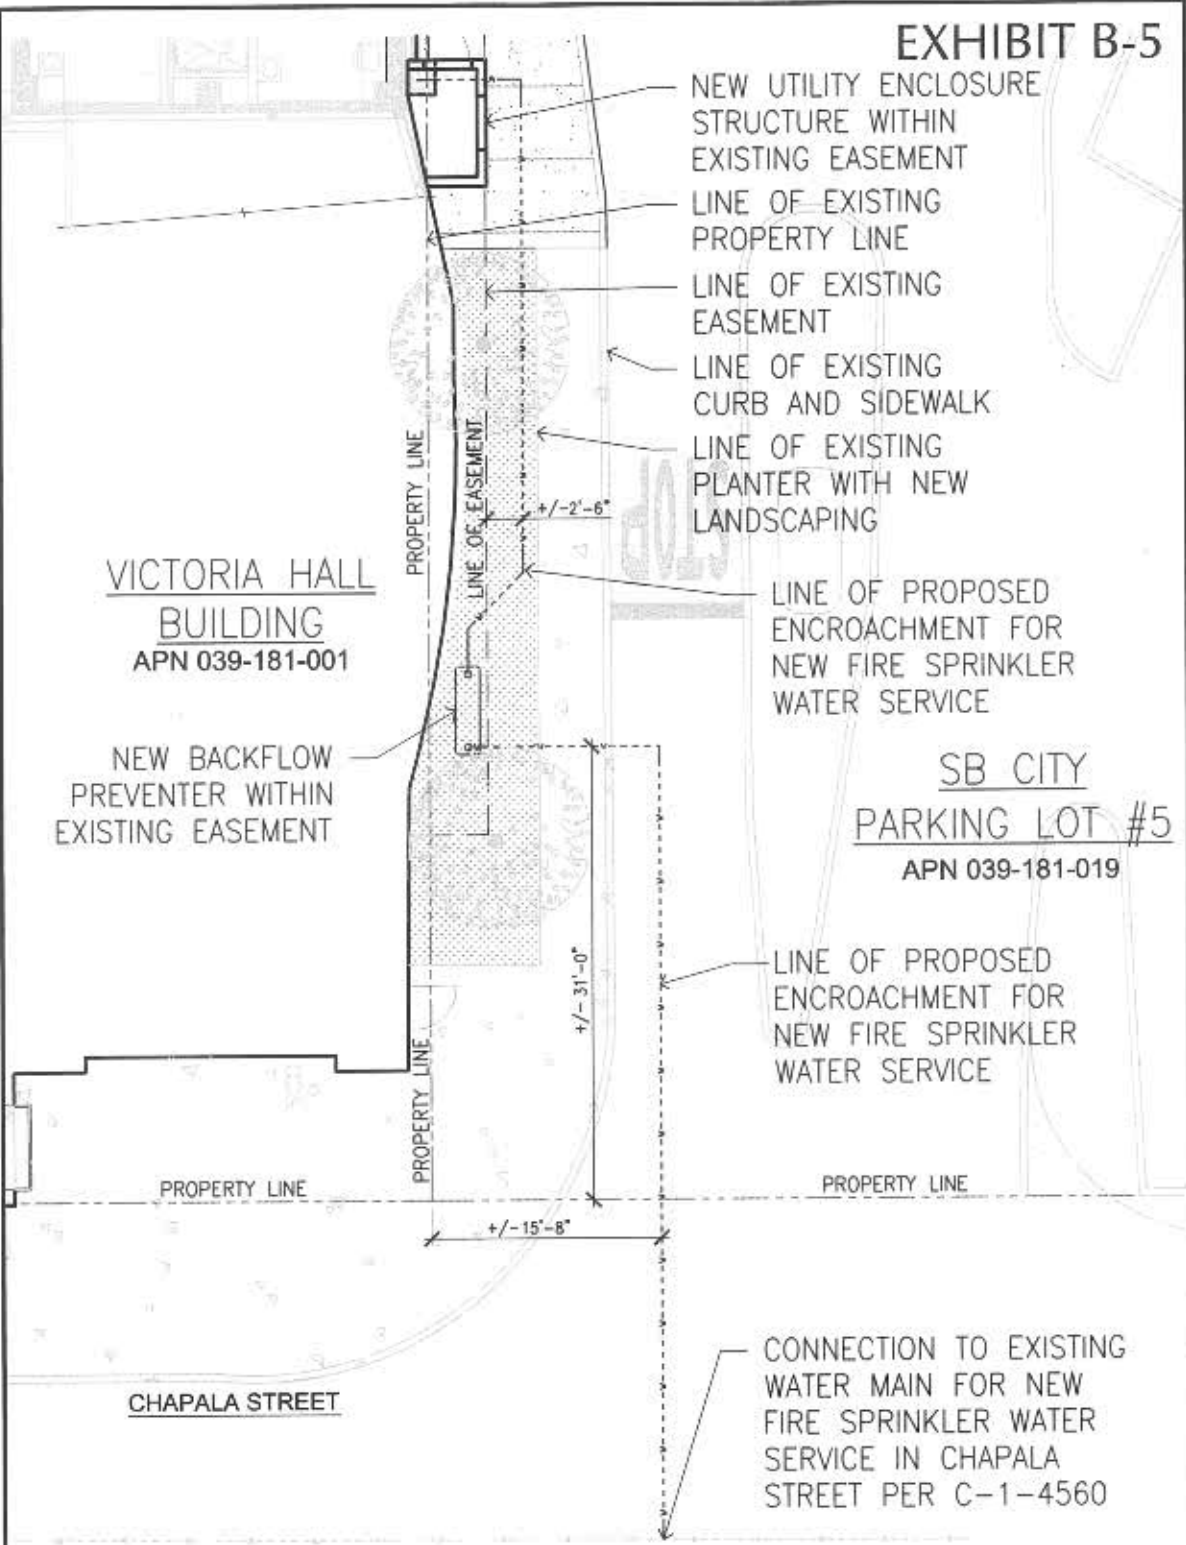 EXHIBIT B-5
NEW UTILITY ENCLOSURE
STRUCTURE WITHIN
EXISTING EASEMENT
LINE OF EXISTING
PROPERTY LINE
LINE OF EXISTING
EASEMENT
LINE OF EXISTING
CURB AND SIDEWALK
LINE OF EXISTING
PLANTER WITH NEW
LANDSCAPING
PROPERTY LINE
LINE OF EASEMENT
+/-2'-6"
STOP
VICTORIA HALL
BUILDING
APN 039-181-001
LINE OF PROPOSED
ENCROACHMENT FOR
NEW FIRE SPRINKLER
WATER SERVICE
NEW BACKFLOW
PREVENTER WITHIN
EXISTING EASEMENT
SB CITY
PARKING LOT #5
APN 039-181-019
+/- 31'-0"
LINE OF PROPOSED
ENCROACHMENT FOR
NEW FIRE SPRINKLER
WATER SERVICE
PROPERTY LINE
PROPERTY LINE
PROPERTY LINE
+/-15'-8"
CHAPALA STREET
CONNECTION TO EXISTING
WATER MAIN FOR NEW
FIRE SPRINKLER WATER
SERVICE IN CHAPALA
STREET PER C-1-4560